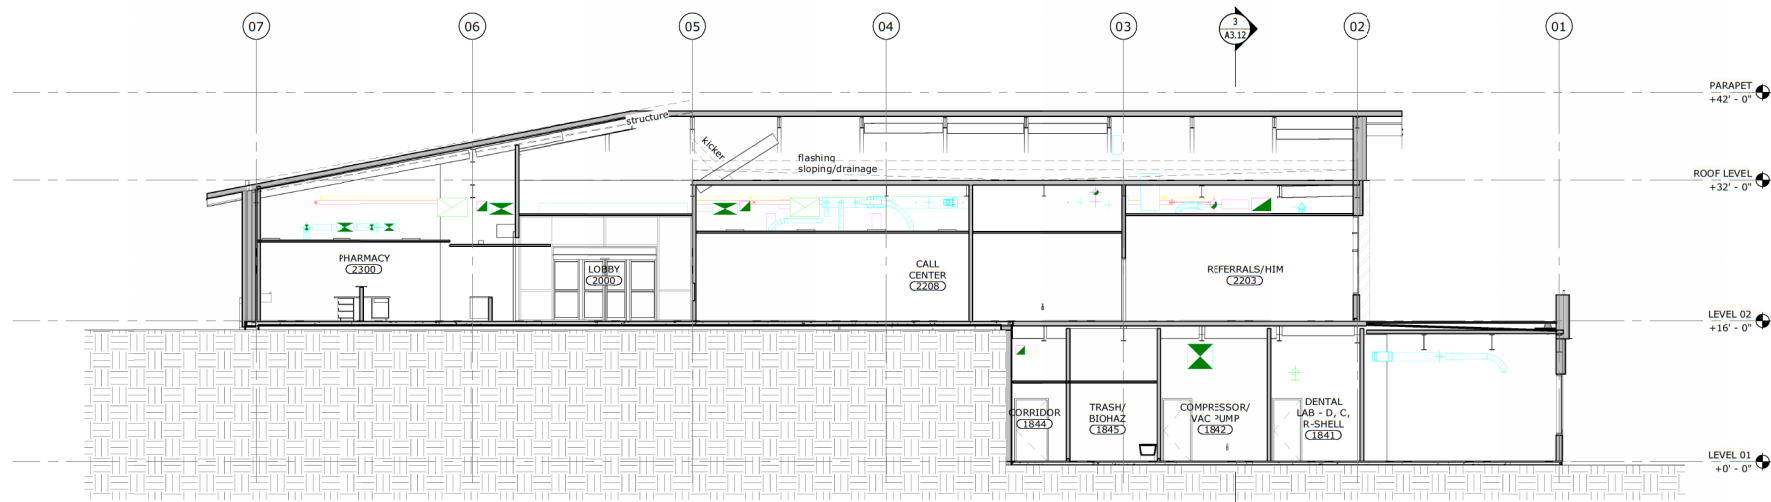 07
06
05
04
03
3
A3.12
02
01
PARAPET
+42' - 0"
structure
kicker
flashing
sloping/drainage
ROOF LEVEL
+32' - 0"
PHARMACY
2300
LOBBY
2000
CALL
CENTER
2208
REFERRALS/HIM
2203
LEVEL 02
+16' - 0"
CORRIDOR
1844
TRASH/
BIOHAZ
1845
COMPRESSOR/
VAC PUMP
1842
DENTAL
LAB - D, C,
R-SHELL
1841
LEVEL 01
+0' - 0"